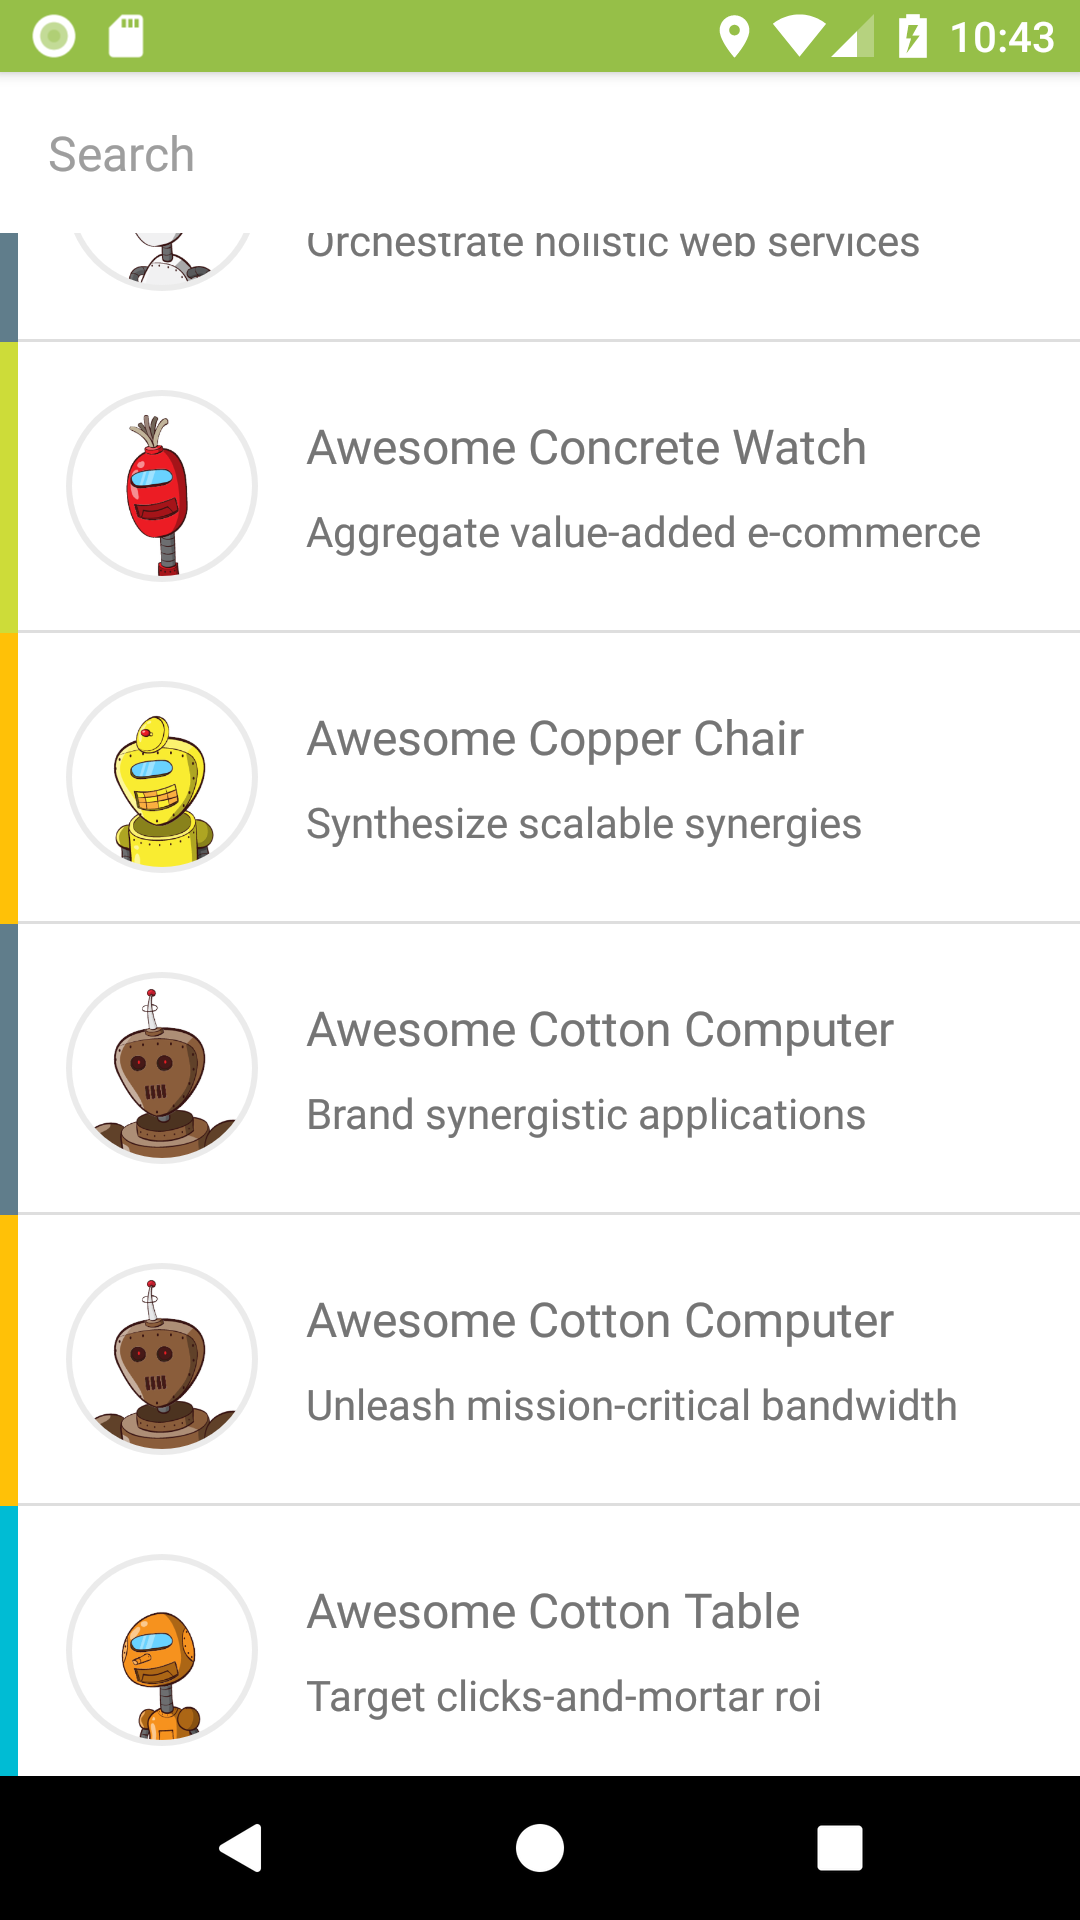 10:43
Search
Orchestrate holistic web services
Awesome Concrete Watch
Aggregate value-added e-commerce
Awesome Copper Chair
Synthesize scalable synergies
Awesome Cotton Computer
Brand synergistic applications
Awesome Cotton Computer
Unleash mission-critical bandwidth
Awesome Cotton Table
Target clicks-and-mortar roi